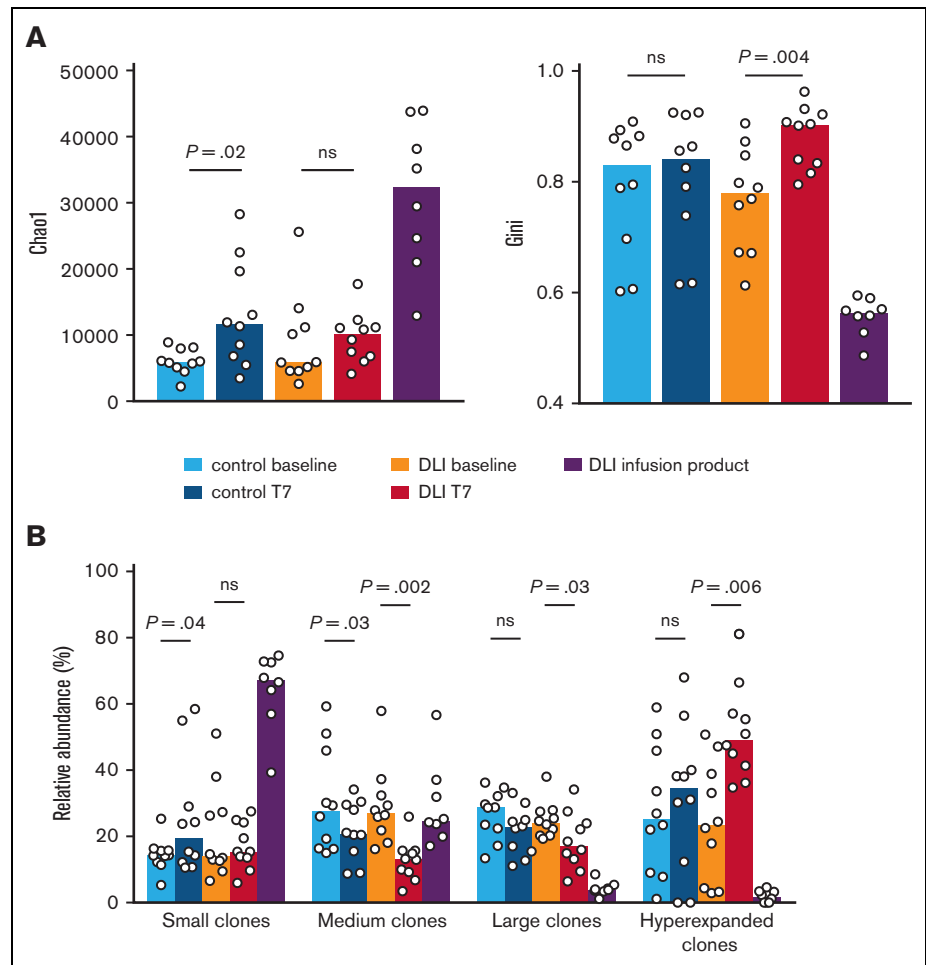 A
50000
40000
30000
20000
10000
0
Chao1
P = .02
ns
1.0
0.8
0.6
0.4
Gini
ns
P = .004
control baseline
DLI baseline
DLI infusion product
control T7
DLI T7
B
100
80
60
40
20
0
Relative abundance (%)
P = .04
ns
P = .03
P = .002
ns
P = .03
ns
P = .006
Small clones
Medium clones
Large clones
Hyperexpanded
clones